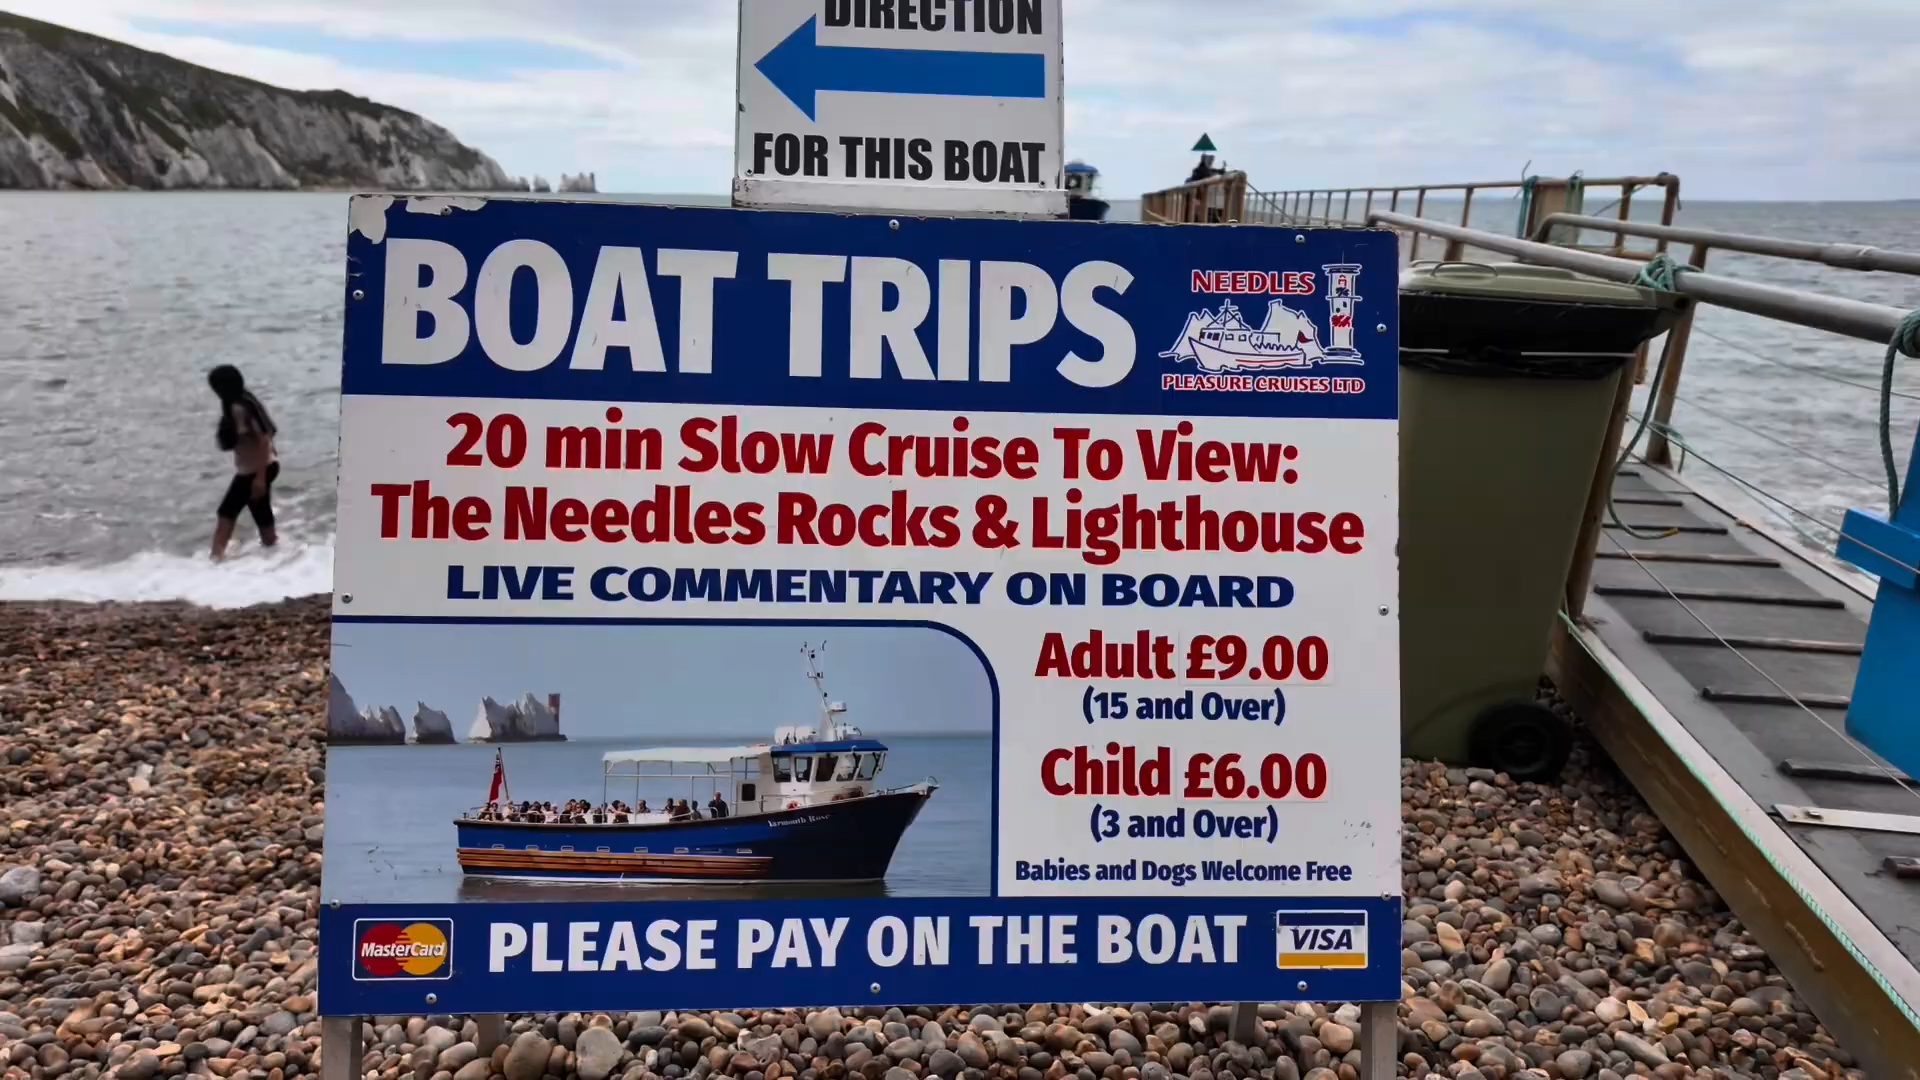 DIRECTION
FOR THIS BOAT
BOAT TRIPS
NEEDLES
PLEASURE CRUISES LTD
20 min Slow Cruise To View:
The Needles Rocks & Lighthouse
LIVE COMMENTARY ON BOARD
Adult £9.00
(15 and Over)
Child £6.00
(3 and Over)
Babies and Dogs Welcome Free
Yarmouth Rose
MasterCard
PLEASE PAY ON THE BOAT
VISA